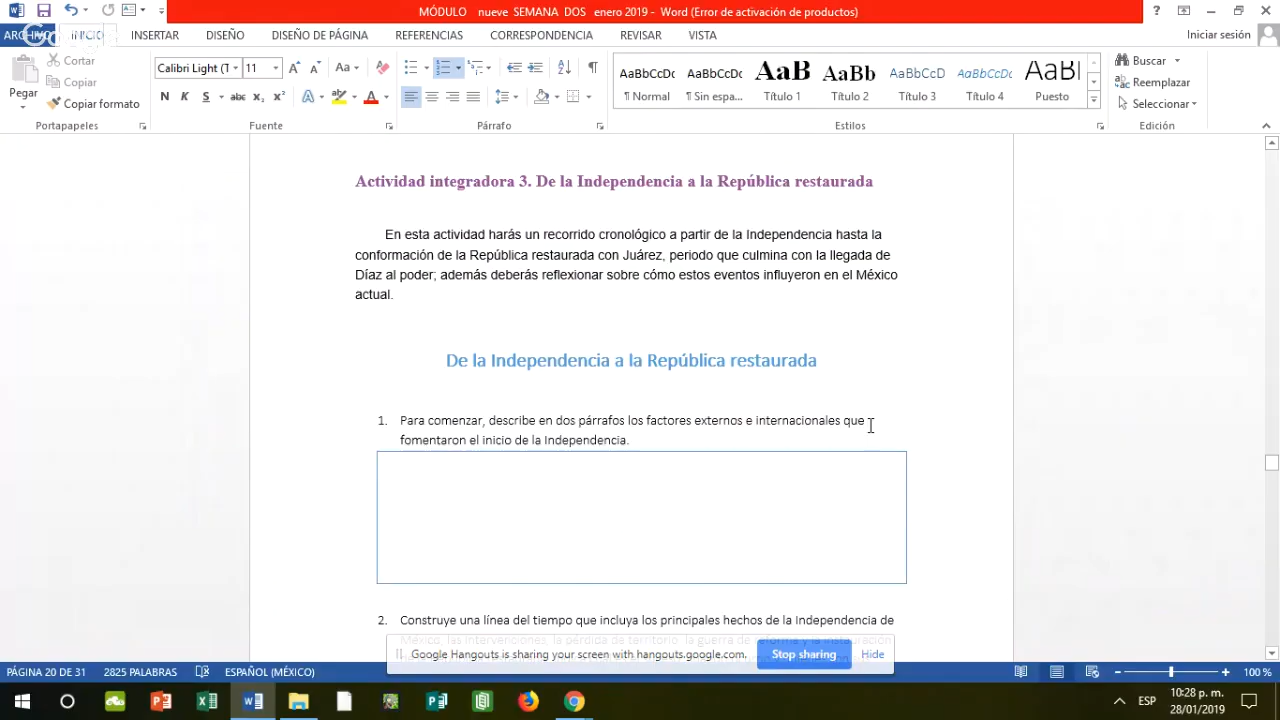 MÓDULO nueve SEMANA DOS enero 2019 - Word (Error de activación de productos)
ARCHIVO INICIO INSERTAR DISEÑO DISEÑO DE PÁGINA REFERENCIAS CORRESPONDENCIA REVISAR VISTA Iniciar sesión
Pegar
Cortar
Copiar
Copiar formato
Portapapeles
Calibri Light (T 11
N K S abc x₂ x²
Fuente
Párrafo
AaBbCcDc AaBbCcDc AaB AaBb AaBbCcD AaBbCcDc AaBl
¶ Normal ¶ Sin espa... Título 1 Título 2 Título 3 Título 4 Puesto
Estilos
Buscar
Reemplazar
Seleccionar
Edición
Actividad integradora 3. De la Independencia a la República restaurada
En esta actividad harás un recorrido cronológico a partir de la Independencia hasta la
conformación de la República restaurada con Juárez, periodo que culmina con la llegada de
Díaz al poder; además deberás reflexionar sobre cómo estos eventos influyeron en el México
actual.
De la Independencia a la República restaurada
1. Para comenzar, describe en dos párrafos los factores externos e internacionales que
fomentaron el inicio de la Independencia.
2. Construye una línea del tiempo que incluya los principales hechos de la Independencia de
México, las intervenciones, la pérdida de territorio, la guerra de reforma y la instauración
Google Hangouts is sharing your screen with hangouts.google.com. Stop sharing Hide
PÁGINA 20 DE 31 2825 PALABRAS ESPAÑOL (MÉXICO) 100 %
ESP
10:28 p. m.
28/01/2019